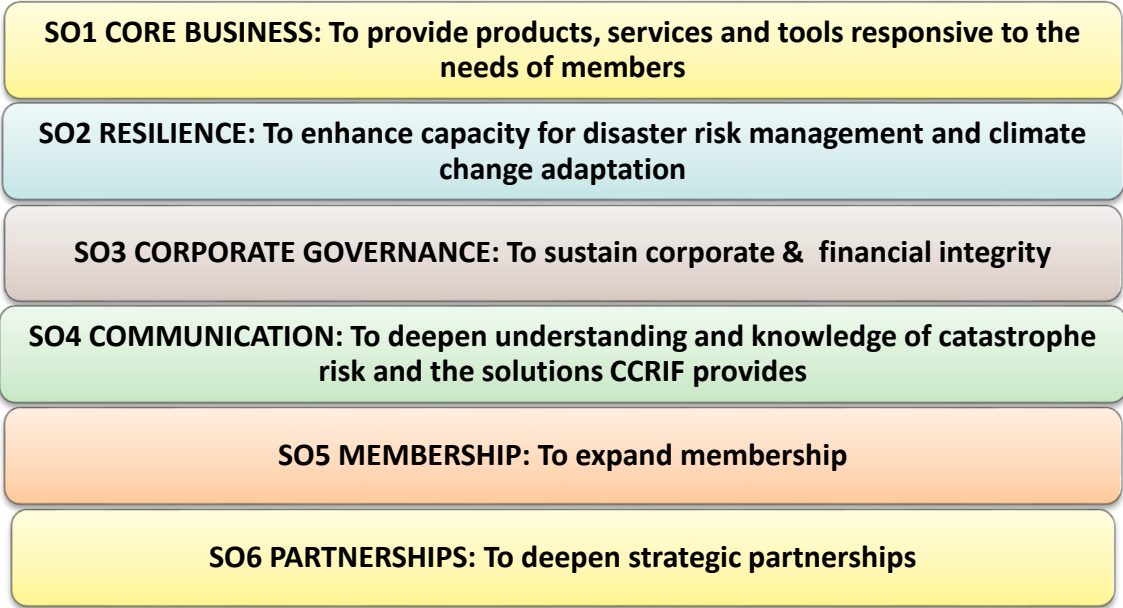 SO1 CORE BUSINESS: To provide products, services and tools responsive to the
needs of members
SO2 RESILIENCE: To enhance capacity for disaster risk management and climate
change adaptation
SO3 CORPORATE GOVERNANCE: To sustain corporate & financial integrity
SO4 COMMUNICATION: To deepen understanding and knowledge of catastrophe
risk and the solutions CCRIF provides
SO5 MEMBERSHIP: To expand membership
SO6 PARTNERSHIPS: To deepen strategic partnerships